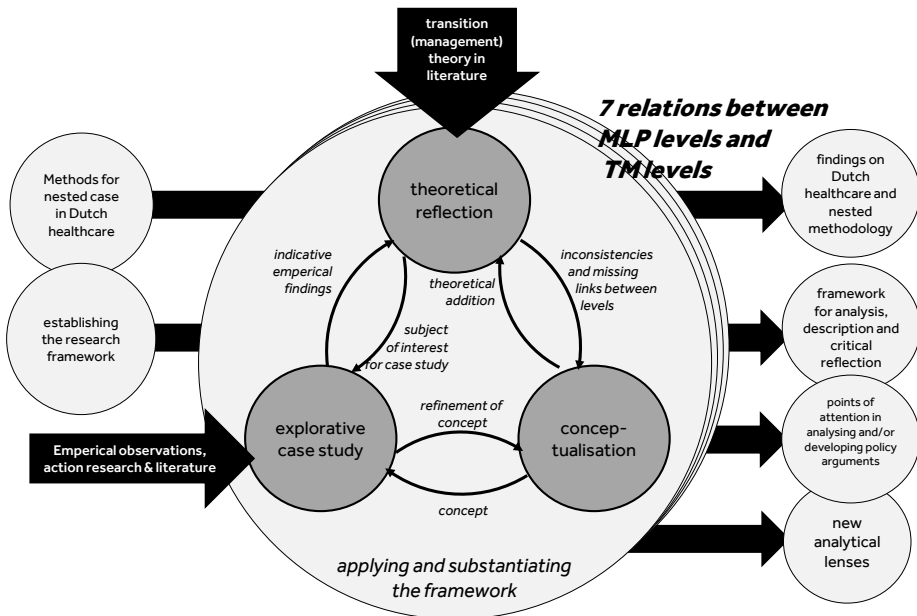 transition
(management)
theory in
literature
7 relations between
MLP levels and
TM levels
Methods for
nested case
in Dutch
healthcare
theoretical
reflection
findings on
Dutch
healthcare and
nested
methodology
indicative
emperical
findings
theoretical
addition
inconsistencies
and missing
links between
levels
establishing
the research
framework
subject
of interest
for case study
framework
for analysis,
description and
critical
reflection
Emperical observations,
action research & literature
explorative
case study
refinement of
concept
concep-
tualisation
concept
points of
attention in
analysing and/or
developing policy
arguments
new
analytical
lenses
applying and substantiating
the framework